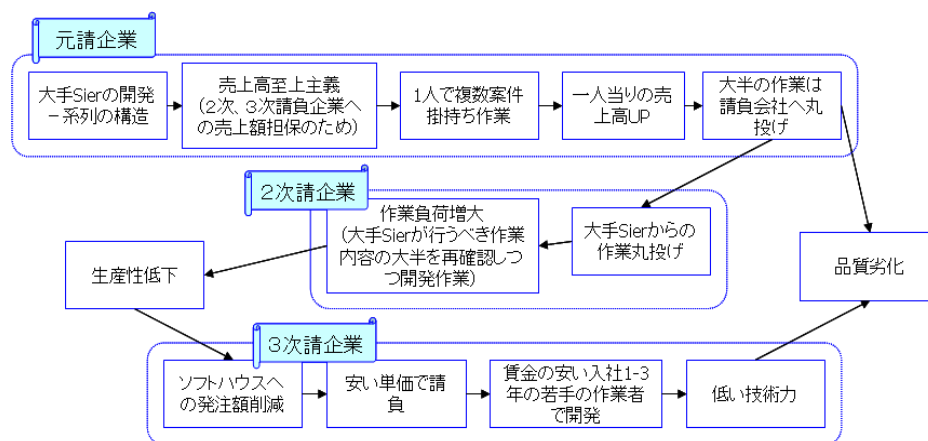 元請企業
大手Sierの開発
－系列の構造
売上高至上主義
(2次、3次請負企業へ
の売上額担保のため)
1人で複数案件
掛持ち作業
一人当りの売
上高UP
大半の作業は
請負会社へ丸
投げ
２次請企業
作業負荷増大
(大手Sierが行うべき作業
内容の大半を再確認しつ
つ開発作業)
大手Sierからの
作業丸投げ
生産性低下
品質劣化
３次請企業
ソフトハウスへ
の発注額削減
安い単価で請
負
賃金の安い入社1-3
年の若手の作業者
で開発
低い技術力